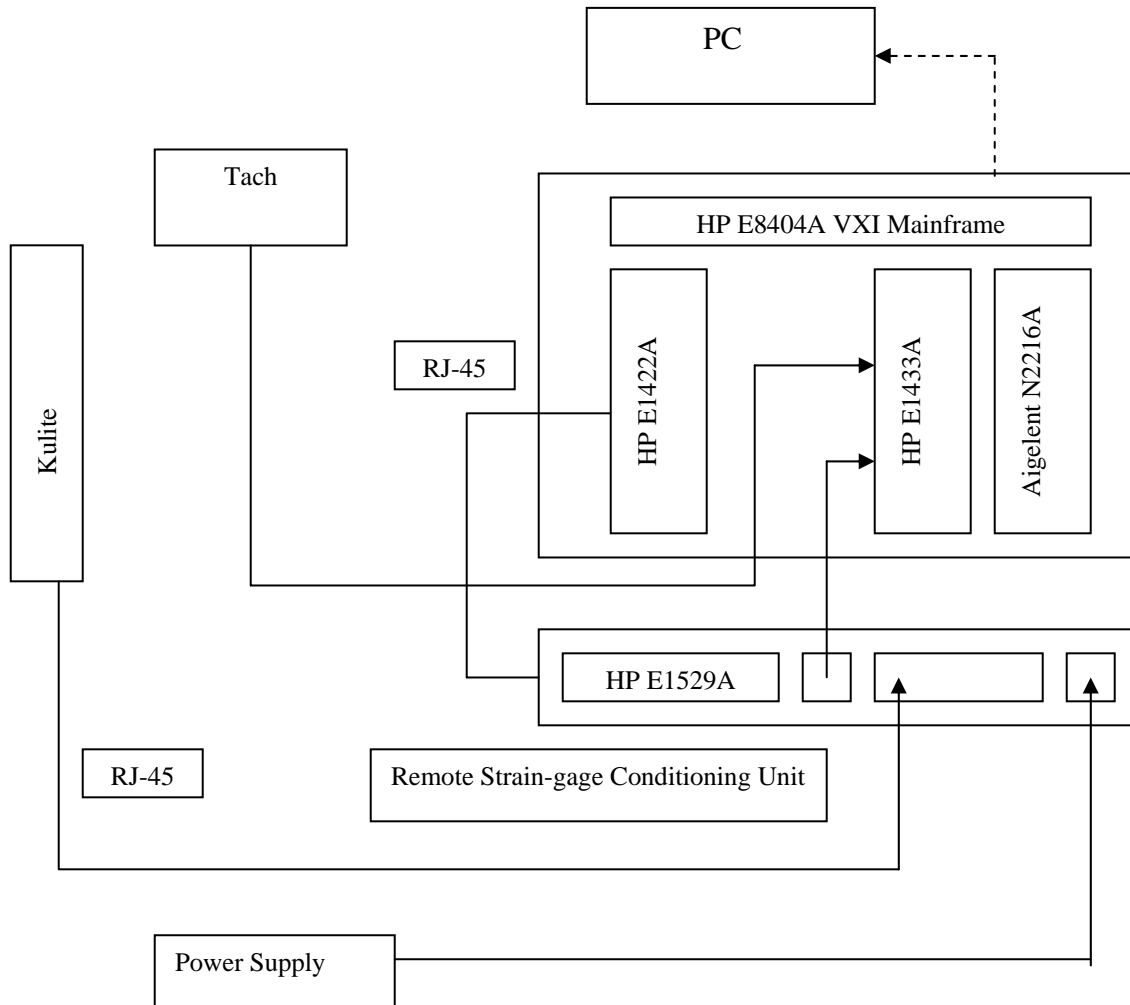 PC
Tach
HP E8404A VXI Mainframe
Kulite
RJ-45
HP E1422A
HP E1433A
Aigelent N2216A
HP E1529A
RJ-45
Remote Strain-gage Conditioning Unit
Power Supply